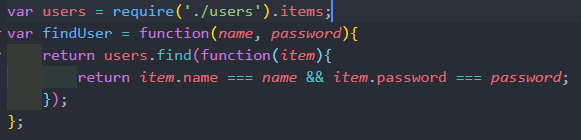 var users = require('./users').items;
var findUser = function(name, password){
    return users.find(function(item){
        return item.name === name && item.password === password;
    });
};